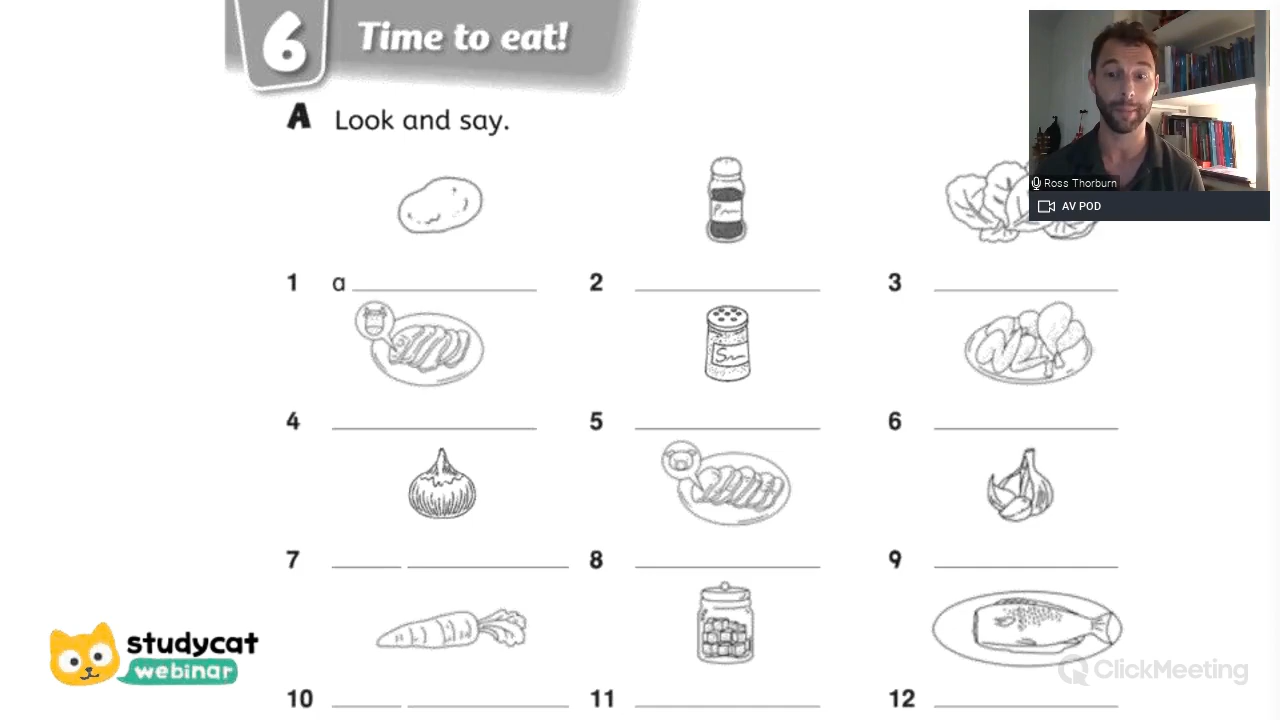 6 Time to eat!
A Look and say.
Ross Thorburn
AV POD
1 a
2
3
4
5
6
7
8
9
10
11
12
studycat
webinar
ClickMeeting